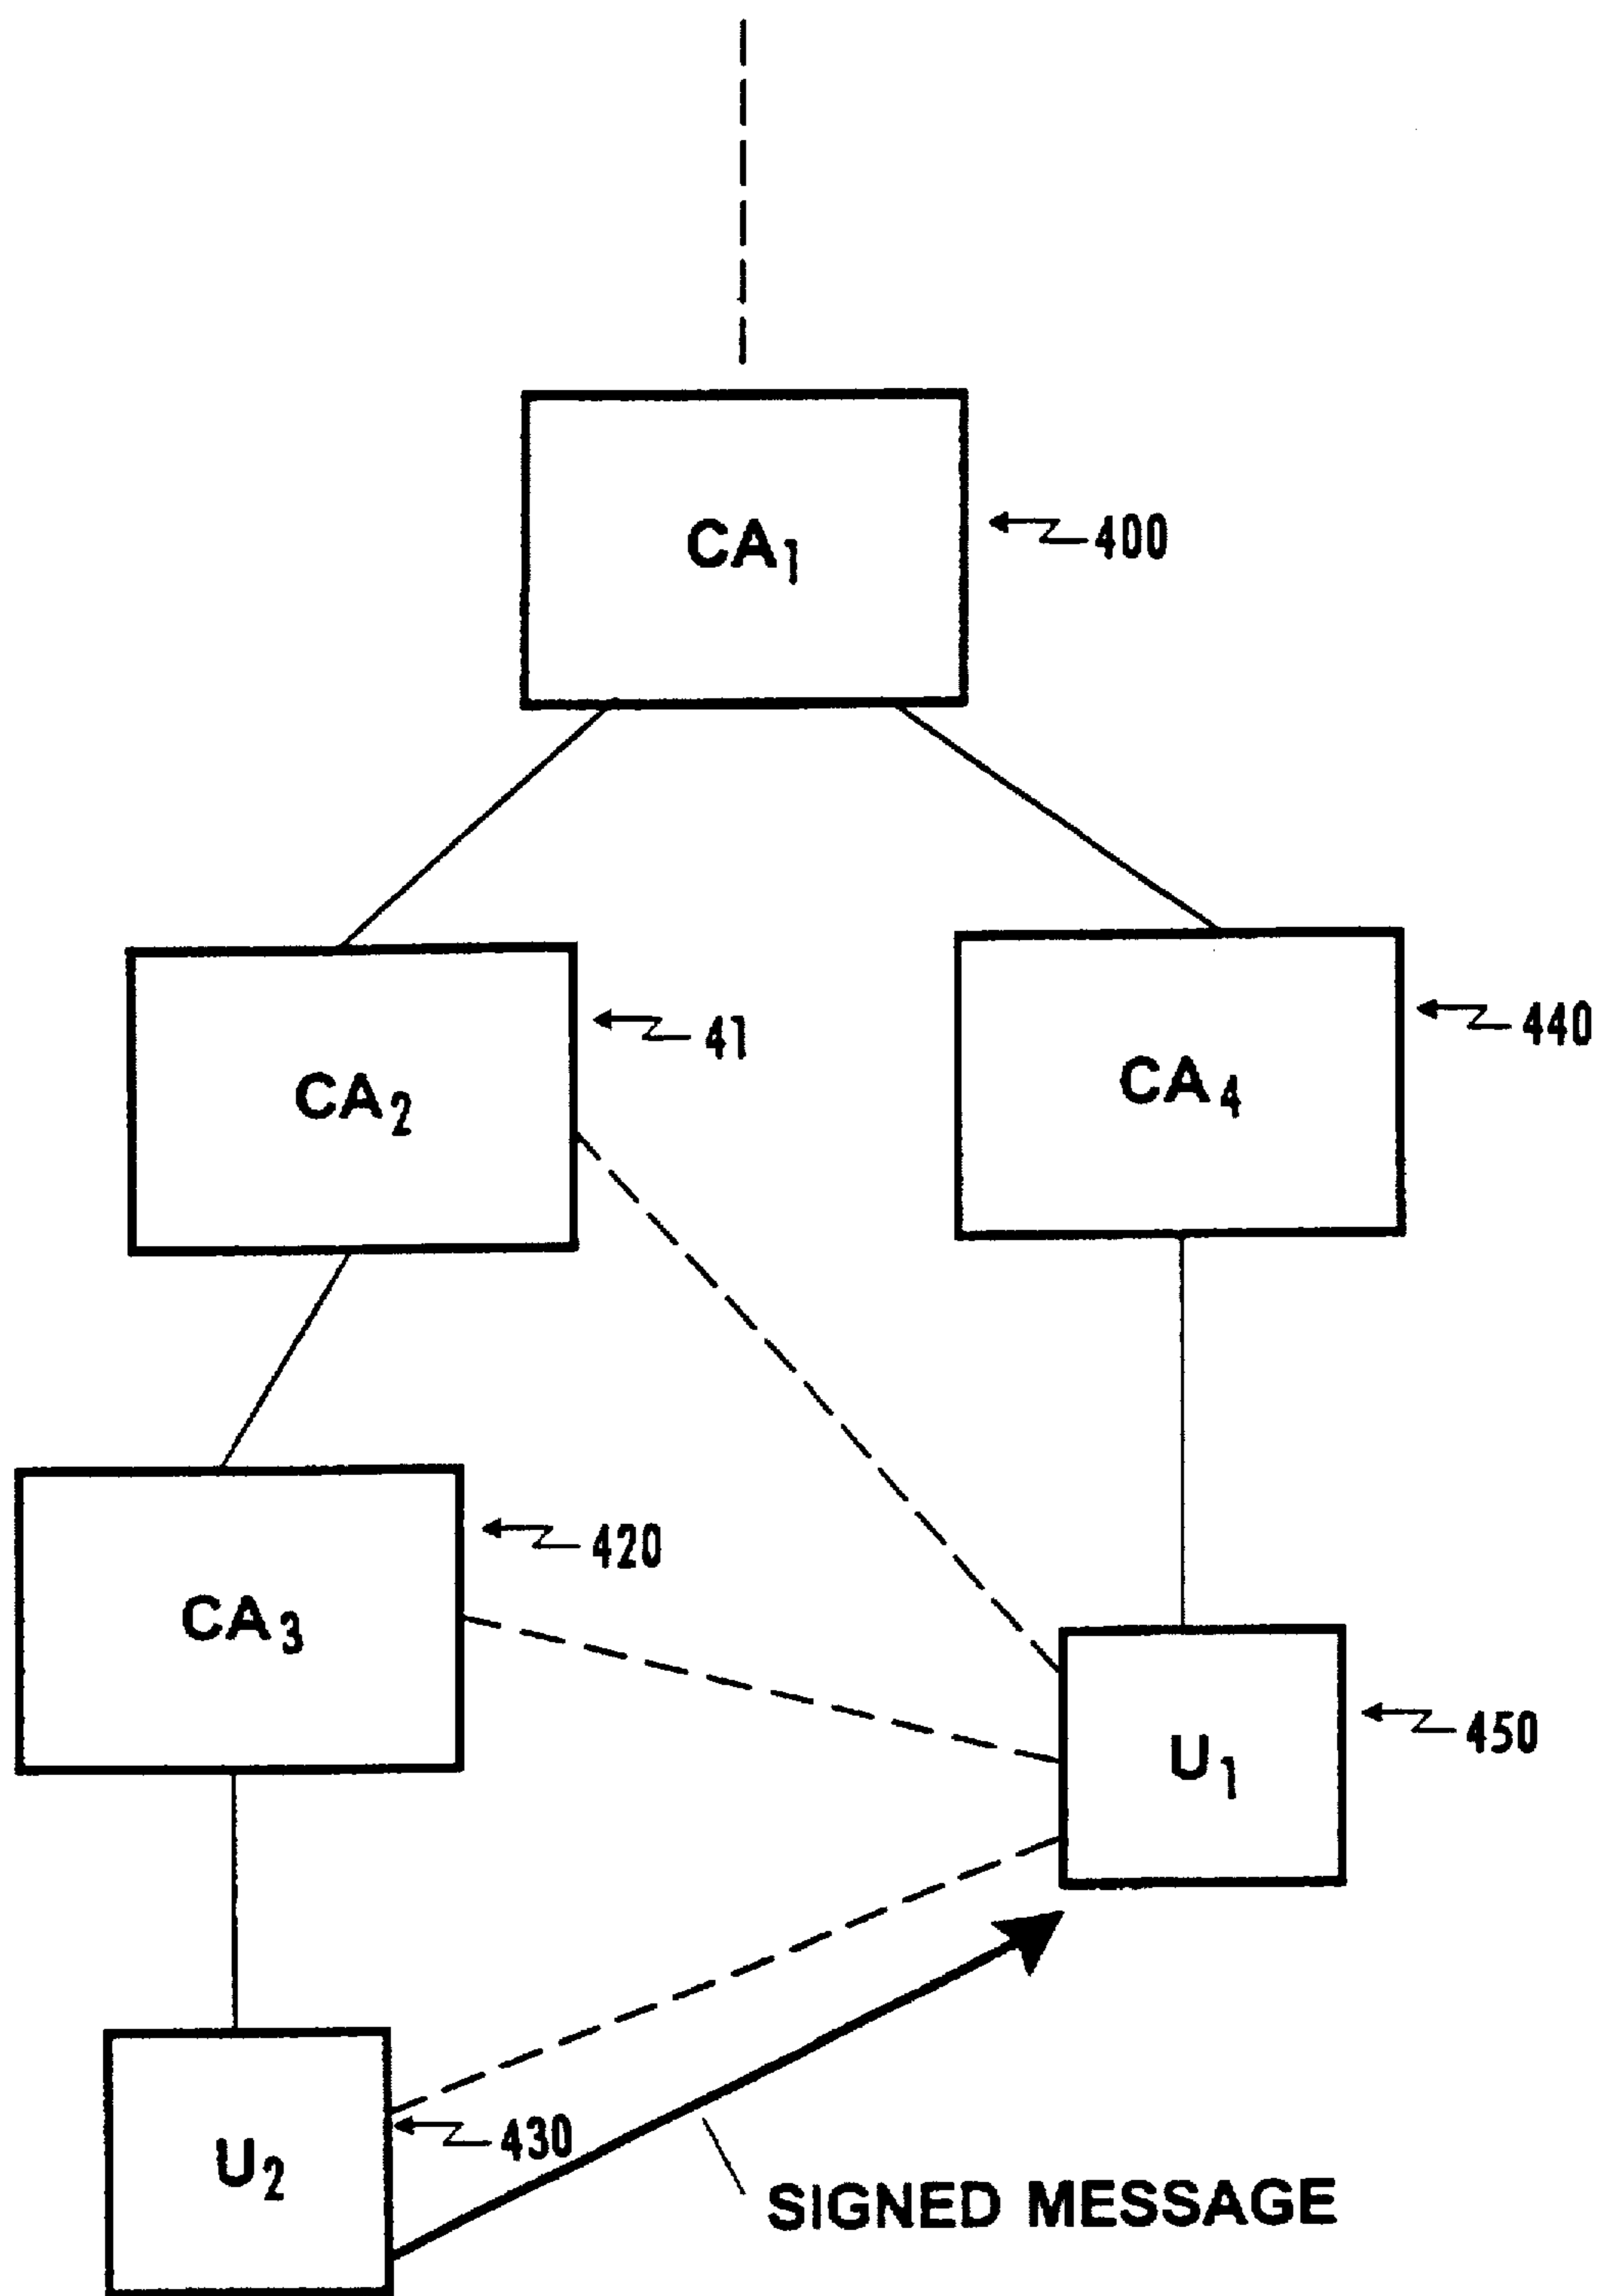 CA₁
400
CA₂
41
CA₄
440
CA₃
420
U₁
450
U₂
430
SIGNED MESSAGE